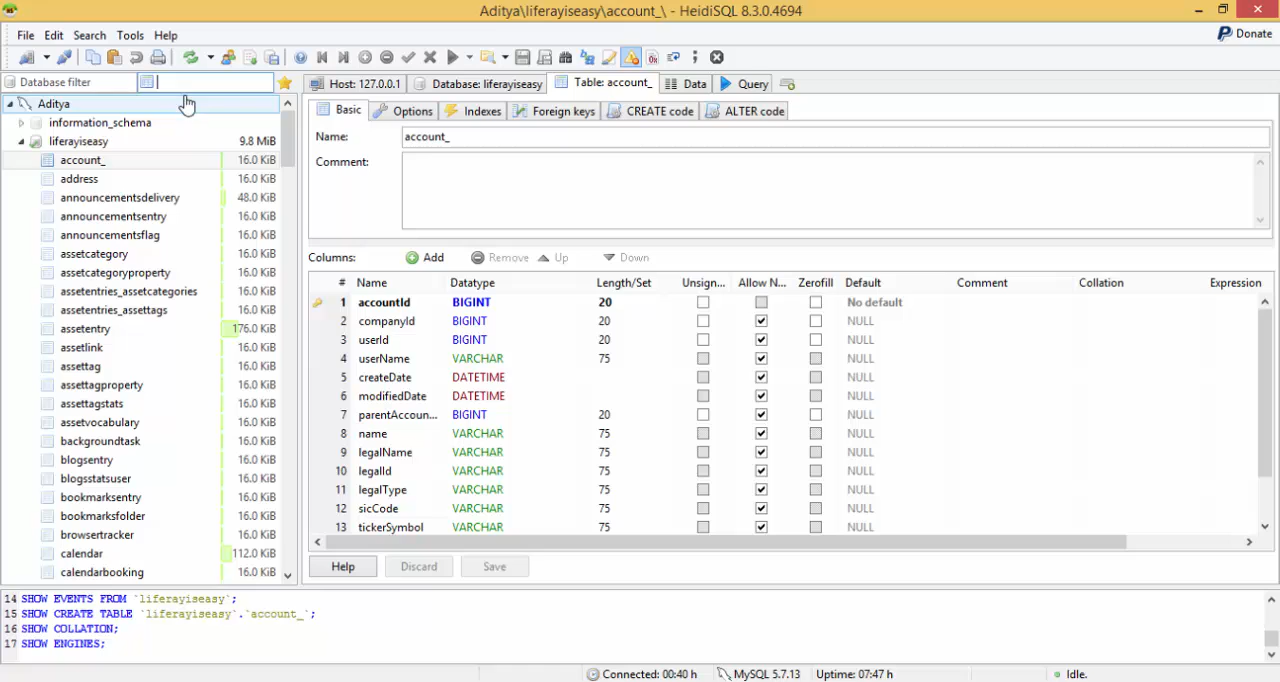 Aditya\liferayiseasy\account_\ - HeidiSQL 8.3.0.4694
File Edit Search Tools Help
Donate
Database filter
Host: 127.0.0.1 Database: liferayiseasy Table: account_ Data Query
Aditya
information_schema
liferayiseasy 9.8 MiB
account_ 16.0 KiB
address 16.0 KiB
announcementsdelivery 48.0 KiB
announcementsentry 16.0 KiB
announcementsflag 16.0 KiB
assetcategory 16.0 KiB
assetcategoryproperty 16.0 KiB
assetentries_assetcategories 16.0 KiB
assetentries_assettags 16.0 KiB
assetentry 176.0 KiB
assetlink 16.0 KiB
assettag 16.0 KiB
assettagproperty 16.0 KiB
assettagstats 16.0 KiB
assetvocabulary 16.0 KiB
backgroundtask 16.0 KiB
blogsentry 16.0 KiB
blogsstatsuser 16.0 KiB
bookmarksentry 16.0 KiB
bookmarksfolder 16.0 KiB
browsertracker 16.0 KiB
calendar 112.0 KiB
calendarbooking 16.0 KiB
Basic Options Indexes Foreign keys CREATE code ALTER code
Name: account_
Comment:
Columns: Add Remove Up Down
# Name Datatype Length/Set Unsign... Allow N... Zerofill Default Comment Collation Expression
1 accountId BIGINT 20 No default
2 companyId BIGINT 20 NULL
3 userId BIGINT 20 NULL
4 userName VARCHAR 75 NULL
5 createDate DATETIME NULL
6 modifiedDate DATETIME NULL
7 parentAccoun... BIGINT 20 NULL
8 name VARCHAR 75 NULL
9 legalName VARCHAR 75 NULL
10 legalId VARCHAR 75 NULL
11 legalType VARCHAR 75 NULL
12 sicCode VARCHAR 75 NULL
13 tickerSymbol VARCHAR 75 NULL
Help Discard Save
14 SHOW EVENTS FROM `liferayiseasy`;
15 SHOW CREATE TABLE `liferayiseasy`.`account_`;
16 SHOW COLLATION;
17 SHOW ENGINES;
Connected: 00:40 h MySQL 5.7.13 Uptime: 07:47 h Idle.